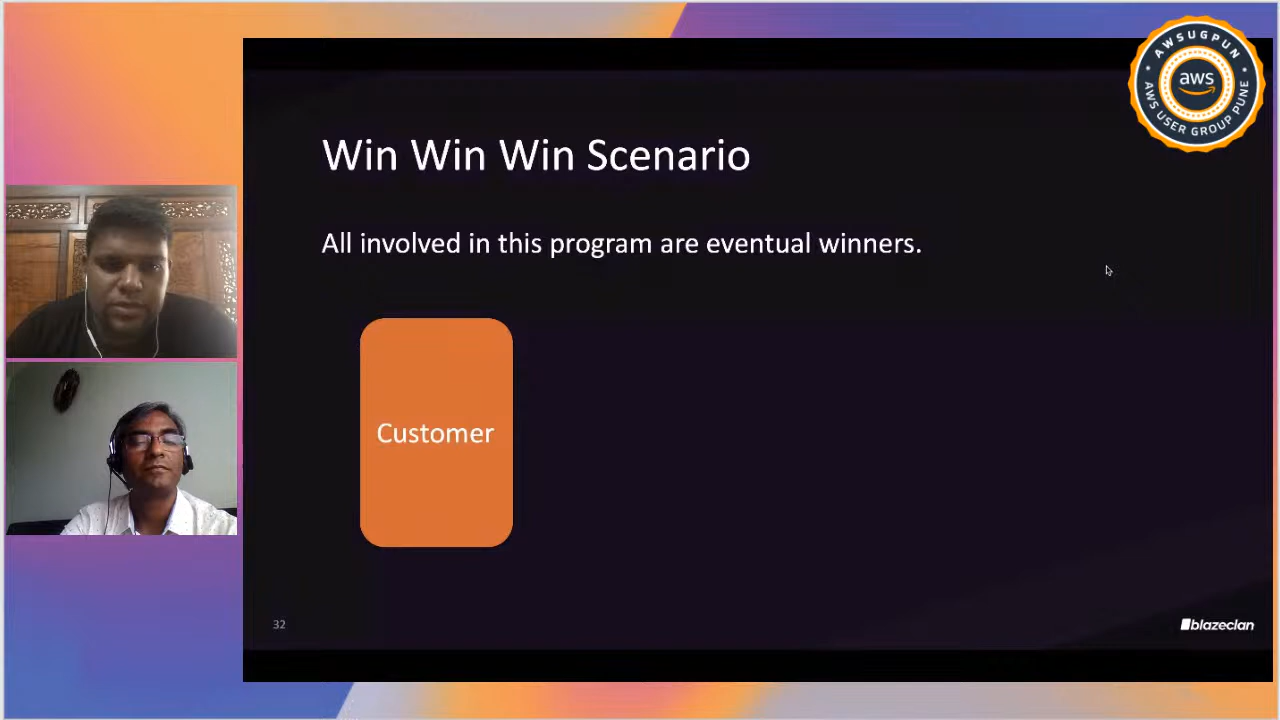 AWSUGPUN
aws
AWS USER GROUP PUNE
Win Win Win Scenario
All involved in this program are eventual winners.
Customer
32
blazeclan